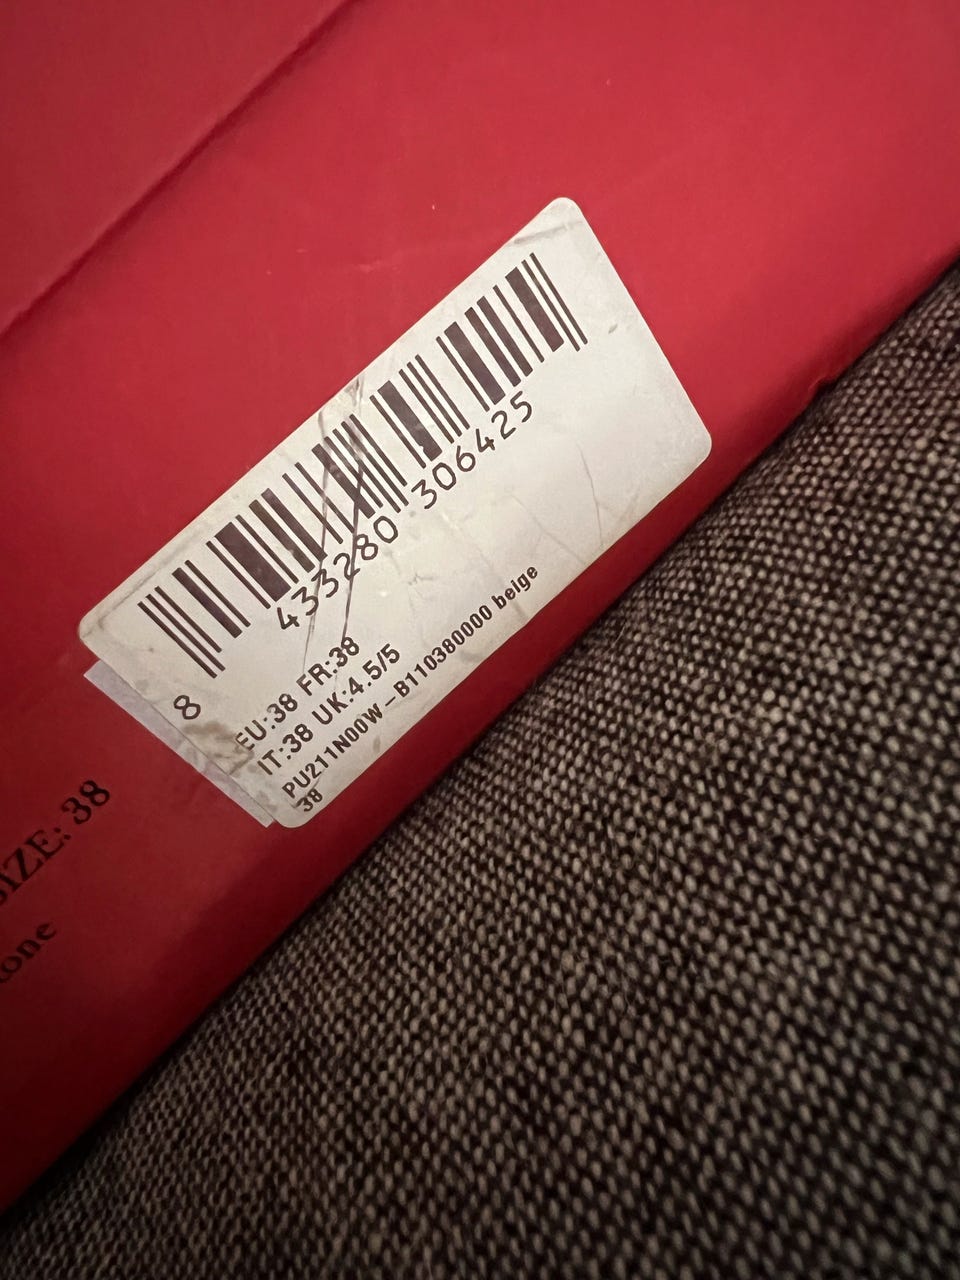 8 433280 306425
EU:38 FR:38
IT:38 UK:4.5/5
PU211N00W-B110380000 beige
38
SIZE: 38